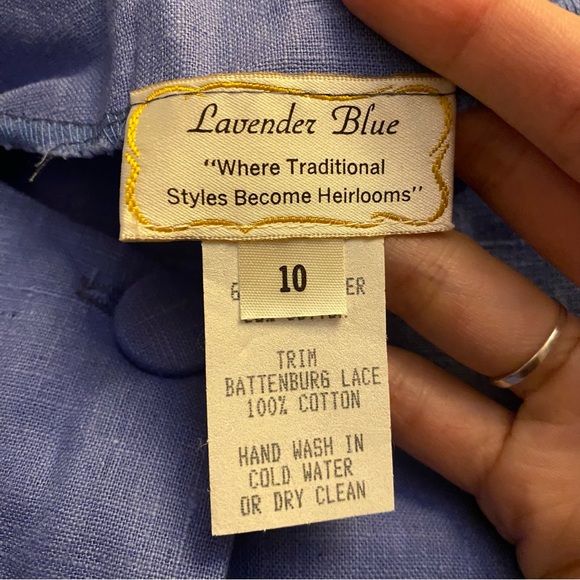 Lavender Blue
"Where Traditional
Styles Become Heirlooms"
10
COTTON
TRIM
BATTENBURG LACE
100% COTTON
HAND WASH IN
COLD WATER
OR DRY CLEAN